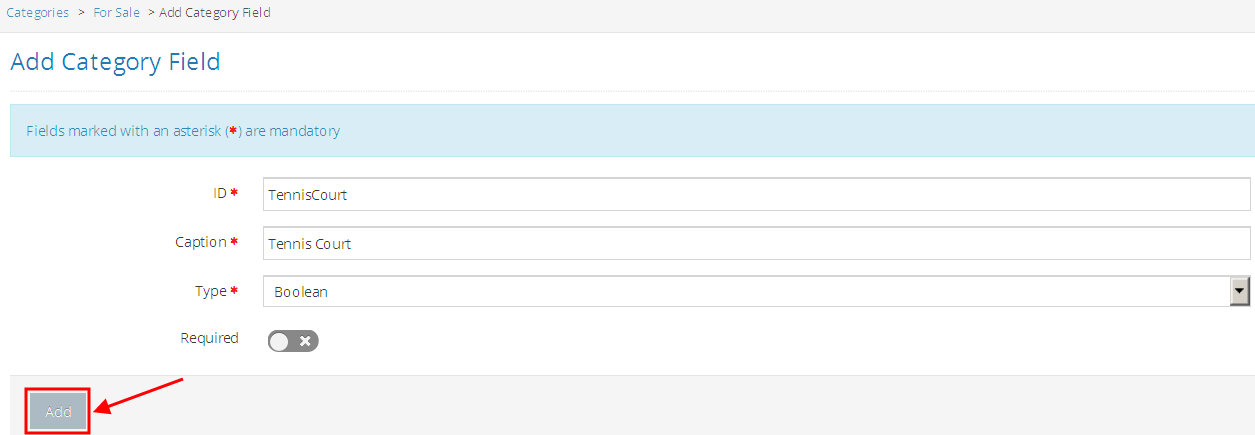 Categories > For Sale > Add Category Field
Add Category Field
Fields marked with an asterisk (*) are mandatory
ID *
TennisCourt
Caption *
Tennis Court
Type *
Boolean
Required
Add